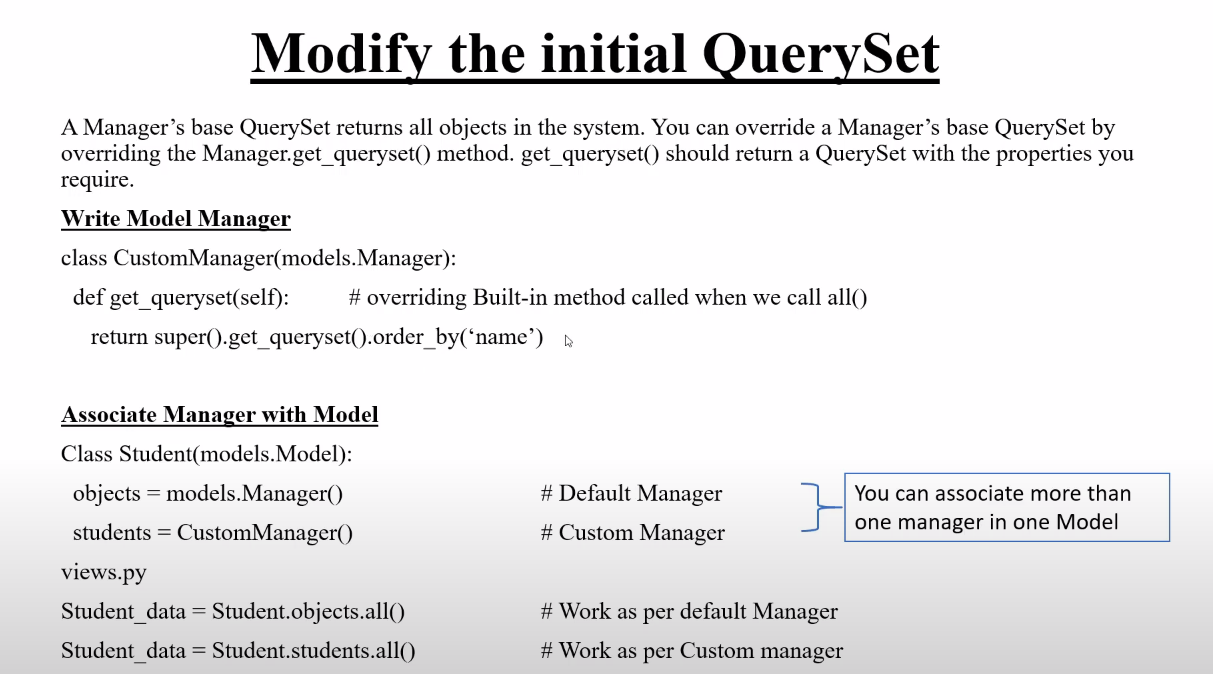 Modify the initial QuerySet
A Manager’s base QuerySet returns all objects in the system. You can override a Manager’s base QuerySet by
overriding the Manager.get_queryset() method. get_queryset() should return a QuerySet with the properties you
require.
Write Model Manager
class CustomManager(models.Manager):
def get_queryset(self): # overriding Built-in method called when we call all()
return super().get_queryset().order_by(‘name’)
Associate Manager with Model
Class Student(models.Model):
objects = models.Manager() # Default Manager
students = CustomManager() # Custom Manager
You can associate more than
one manager in one Model
views.py
Student_data = Student.objects.all() # Work as per default Manager
Student_data = Student.students.all() # Work as per Custom manager